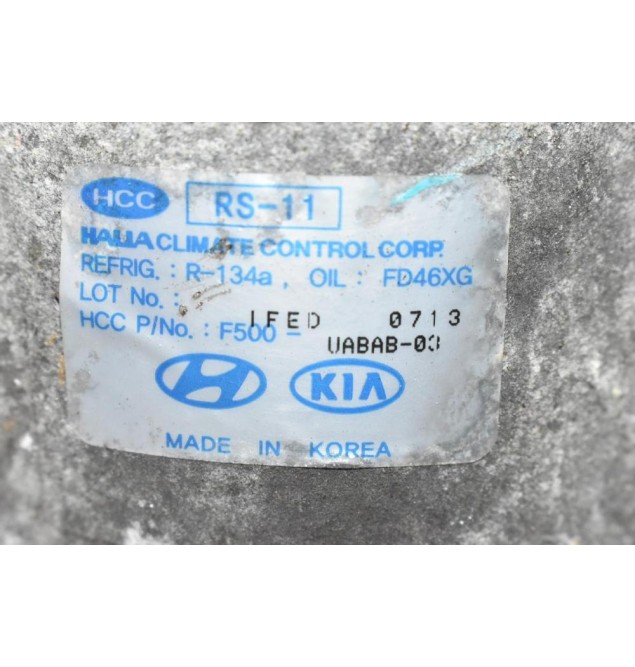 HCC RS-11
HALLA CLIMATE CONTROL CORP.
REFRIG. : R-134a , OIL : FD46XG
LOT No. : 1FED 0713
HCC P/No. : F500 - UABAB-03
KIA
MADE IN KOREA